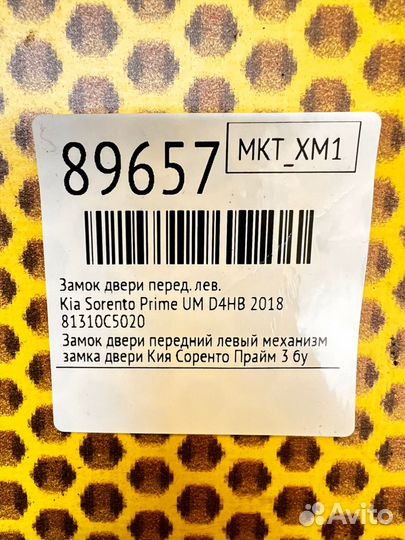 89657
MKT_XM1
Замок двери перед. лев.
Kia Sorento Prime UM D4HB 2018
81310C5020
Замок двери передний левый механизм
замка двери Кия Соренто Прайм 3 бу
Avito